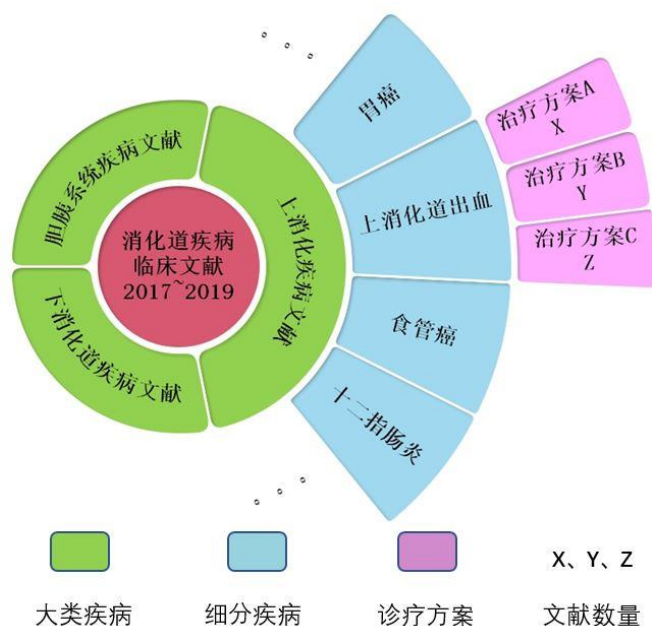 胃癌
治疗方案A
X
胆胰系统疾病文献
治疗方案B
Y
上消化道出血
治疗方案C
Z
消化道疾病
临床文献
2017~2019
上消化疾病文献
食管癌
下消化道疾病文献
十二指肠炎
X、Y、Z
大类疾病
细分疾病
诊疗方案
文献数量